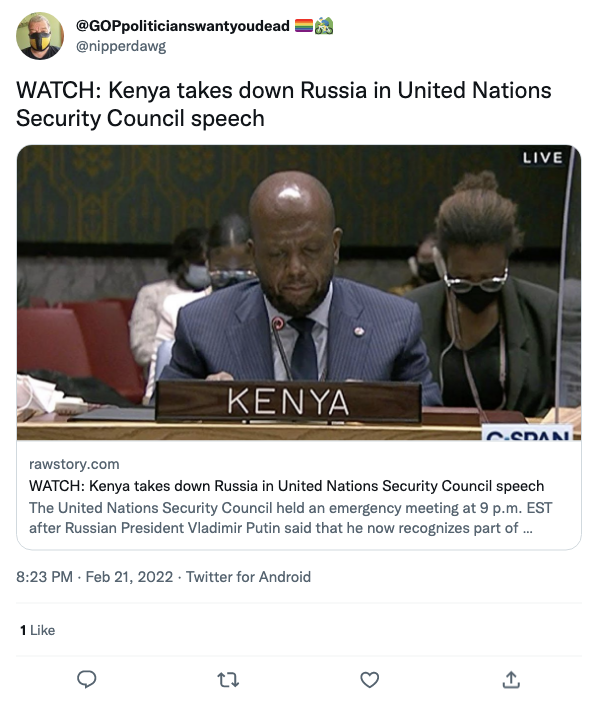 @GOPpoliticianswantyoudead 🏳️‍🌈🚵
@nipperdawg
WATCH: Kenya takes down Russia in United Nations
Security Council speech
LIVE
KENYA
C-SPAN
rawstory.com
WATCH: Kenya takes down Russia in United Nations Security Council speech
The United Nations Security Council held an emergency meeting at 9 p.m. EST
after Russian President Vladimir Putin said that he now recognizes part of ...
8:23 PM · Feb 21, 2022 · Twitter for Android
1 Like